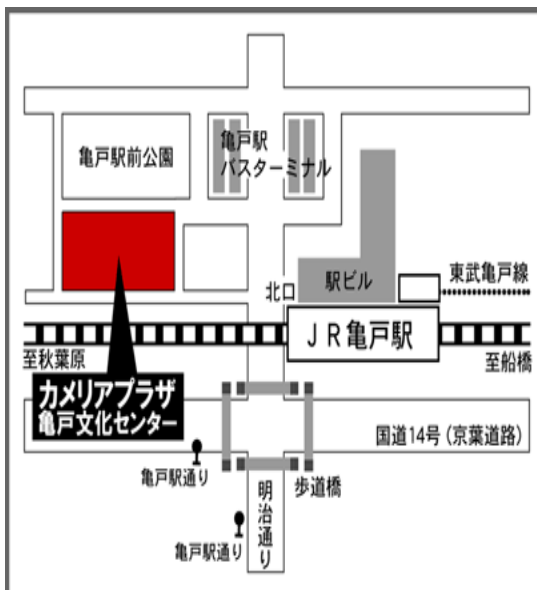 亀戸駅前公園
亀戸駅
バスターミナル
北口
駅ビル
東武亀戸線
JR亀戸駅
至秋葉原
至船橋
カメリアプラザ
亀戸文化センター
国道14号(京葉道路)
亀戸駅通り
歩道橋
明治通り
亀戸駅通り